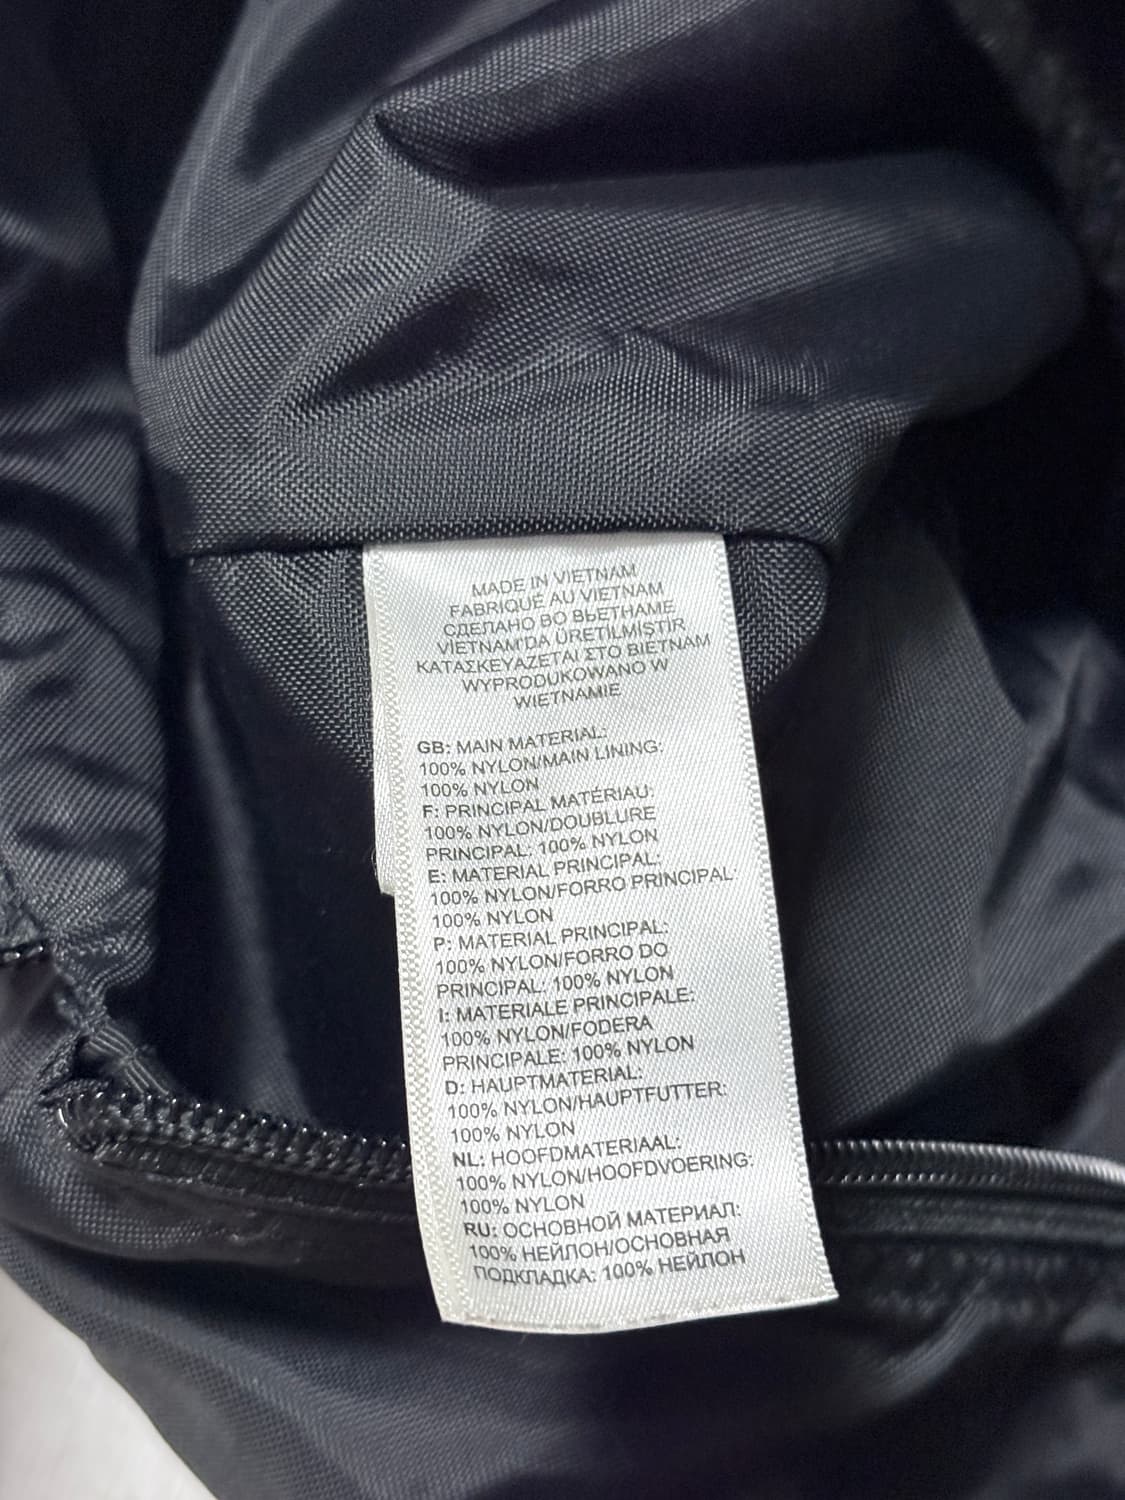 MADE IN VIETNAM
FABRIQUÉ AU VIETNAM
СДЕЛАНО ВО ВЬЕТНАМЕ
VIETNAM'DA ÜRETILMIŞTIR
ΚΑΤΑΣΚΕΥΑΖΕΤΑΙ ΣΤΟ ΒΙΕΤΝΑΜ
WYPRODUKOWANO W
WIETNAMIE
GB: MAIN MATERIAL:
100% NYLON/MAIN LINING:
100% NYLON
F: PRINCIPAL MATÉRIAU:
100% NYLON/DOUBLURE
PRINCIPAL: 100% NYLON
E: MATERIAL PRINCIPAL:
100% NYLON/FORRO PRINCIPAL:
100% NYLON
P: MATERIAL PRINCIPAL:
100% NYLON/FORRO DO
PRINCIPAL: 100% NYLON
I: MATERIALE PRINCIPALE:
100% NYLON/FODERA
PRINCIPALE: 100% NYLON
D: HAUPTMATERIAL:
100% NYLON/HAUPTFUTTER:
100% NYLON
NL: HOOFDMATERIAAL:
100% NYLON/HOOFDVOERING:
100% NYLON
RU: ОСНОВНОЙ МАТЕРИАЛ:
100% НЕЙЛОН/ОСНОВНАЯ
ПОДКЛАДКА: 100% НЕЙЛОН